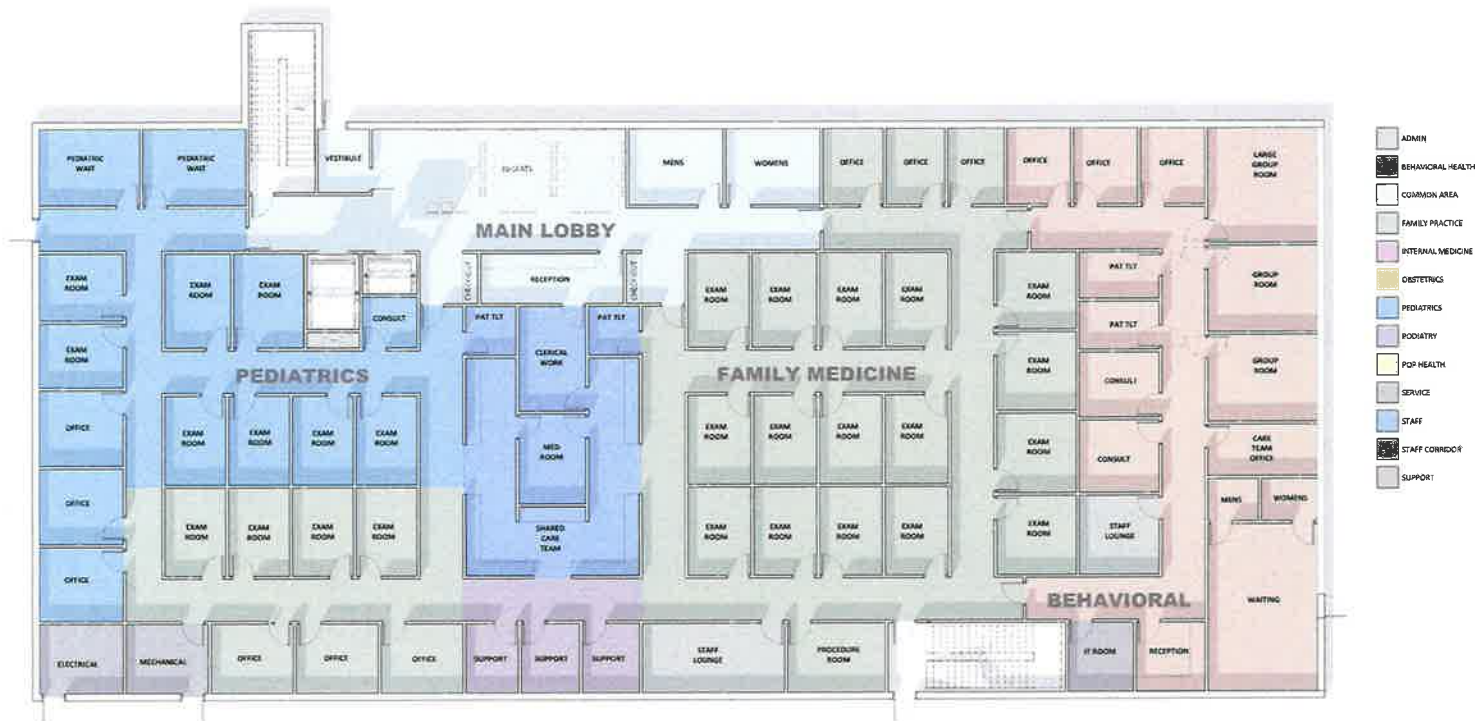 PEDIATRIC
WAIT
PEDIATRIC
WAIT
VESTIBULE
MENS
WOMENS
OFFICE
OFFICE
OFFICE
OFFICE
OFFICE
OFFICE
LARGE
GROUP
ROOM
MAIN LOBBY
EXAM
ROOM
EXAM
ROOM
EXAM
ROOM
CHECKOUT
RECEPTION
CHECKOUT
EXAM
ROOM
EXAM
ROOM
EXAM
ROOM
EXAM
ROOM
EXAM
ROOM
PAT TLT
GROUP
ROOM
CONSULT
PAT TLT
PAT TLT
PAT TLT
EXAM
ROOM
CLERICAL
WORK
EXAM
ROOM
GROUP
ROOM
PEDIATRICS
FAMILY MEDICINE
CONSULT
OFFICE
EXAM
ROOM
EXAM
ROOM
EXAM
ROOM
EXAM
ROOM
MED
ROOM
EXAM
ROOM
EXAM
ROOM
EXAM
ROOM
EXAM
ROOM
EXAM
ROOM
CONSULT
CARE
TEAM
OFFICE
OFFICE
MENS
WOMENS
EXAM
ROOM
EXAM
ROOM
EXAM
ROOM
EXAM
ROOM
SHARED
CARE
TEAM
EXAM
ROOM
EXAM
ROOM
EXAM
ROOM
EXAM
ROOM
EXAM
ROOM
STAFF
LOUNGE
OFFICE
BEHAVIORAL
WAITING
ELECTRICAL
MECHANICAL
OFFICE
OFFICE
OFFICE
SUPPORT
SUPPORT
SUPPORT
STAFF
LOUNGE
PROCEDURE
ROOM
IT ROOM
RECEPTION
ADMIN
BEHAVIORAL HEALTH
COMMON AREA
FAMILY PRACTICE
INTERNAL MEDICINE
OBSTETRICS
PEDIATRICS
PODIATRY
POP HEALTH
SERVICE
STAFF
STAFF CORRIDOR
SUPPORT